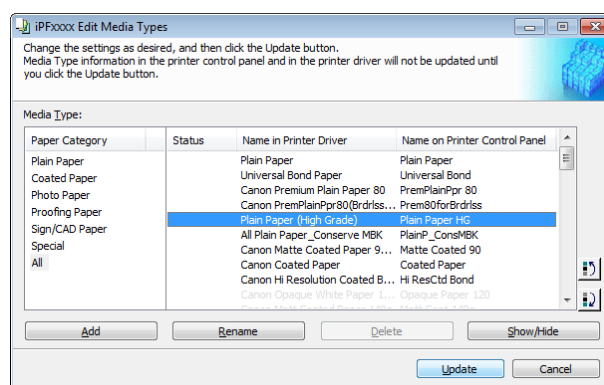 iPFxxxx Edit Media Types
Change the settings as desired, and then click the Update button.
Media Type information in the printer control panel and in the printer driver will not be updated until
you click the Update button.
Media Type:
Paper Category Status Name in Printer Driver Name on Printer Control Panel
Plain Paper
Coated Paper
Photo Paper
Proofing Paper
Sign/CAD Paper
Special
All
Plain Paper Plain Paper
Universal Bond Paper Universal Bond
Canon Premium Plain Paper 80 PremPlainPpr 80
Canon PremPlainPpr80(Brdrlss... Prem80forBrdrlss
Plain Paper (High Grade) Plain Paper HG
All Plain Paper_Conserve MBK PlainP_ConsMBK
Canon Matte Coated Paper 9... Matte Coated 90
Canon Coated Paper Coated Paper
Canon Hi Resolution Coated B... Hi ResCtd Bond
Canon Opaque White Paper 1... Opaque Paper 120
Add Rename Delete Show/Hide
Update Cancel